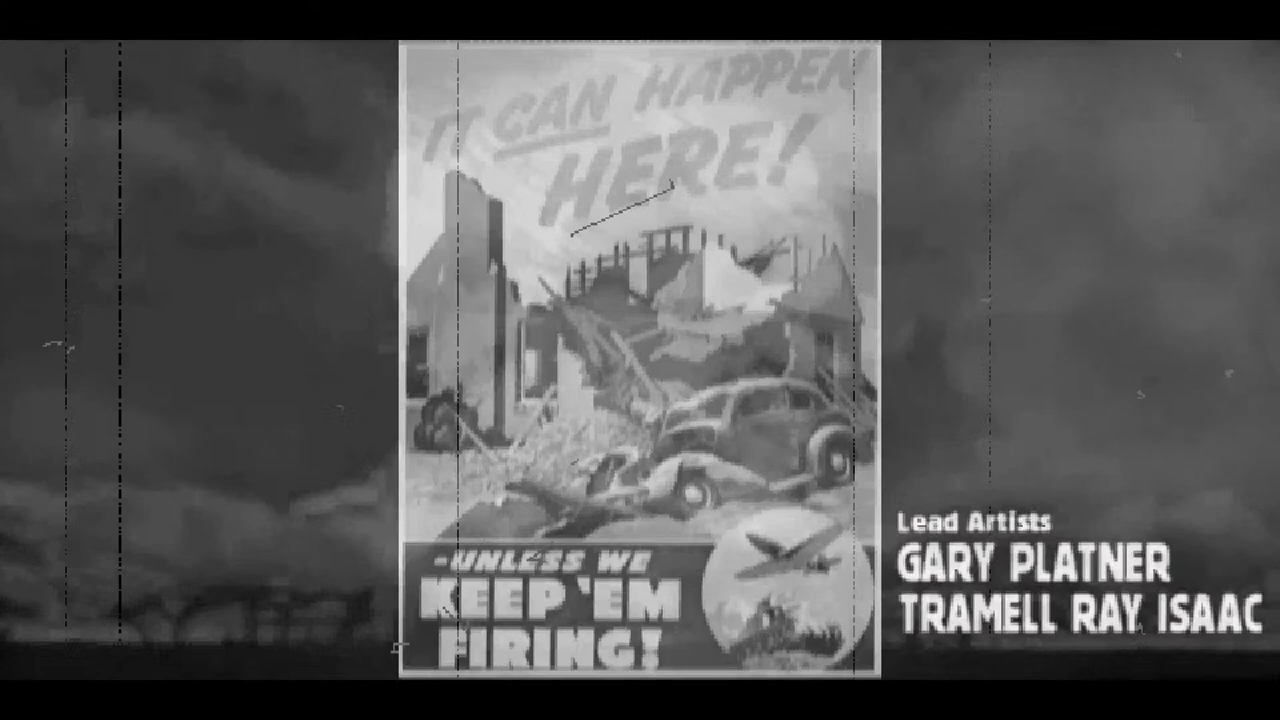 IT CAN HAPPEN
HERE!
-UNLESS WE
KEEP 'EM
FIRING!
Lead Artists
GARY PLATNER
TRAMELL RAY ISAAC